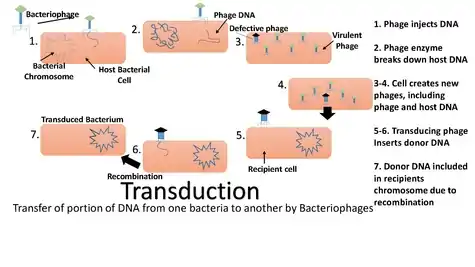 Bacteriophage
1.
Bacterial
Chromosome
Host Bacterial
Cell
2.
Phage DNA
Defective phage
3.
Virulent
Phage
4.
5.
Recipient cell
6.
Recombination
7.
Transduced Bacterium
1. Phage injects DNA
2. Phage enzyme
breaks down host DNA
3-4. Cell creates new
phages, including
phage and host DNA
5-6. Transducing phage
Inserts donor DNA
7. Donor DNA included
in recipients
chromosome due to
recombination
Transduction
Transfer of portion of DNA from one bacteria to another by Bacteriophages